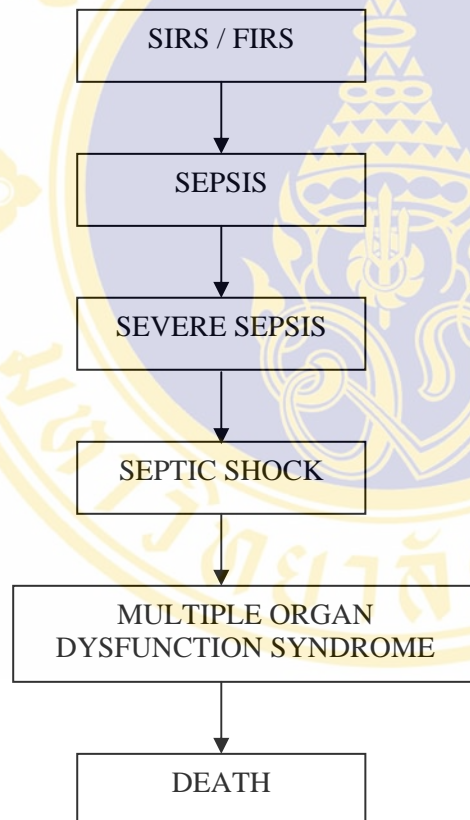 SIRS / FIRS
SEPSIS
SEVERE SEPSIS
SEPTIC SHOCK
MULTIPLE ORGAN
DYSFUNCTION SYNDROME
DEATH